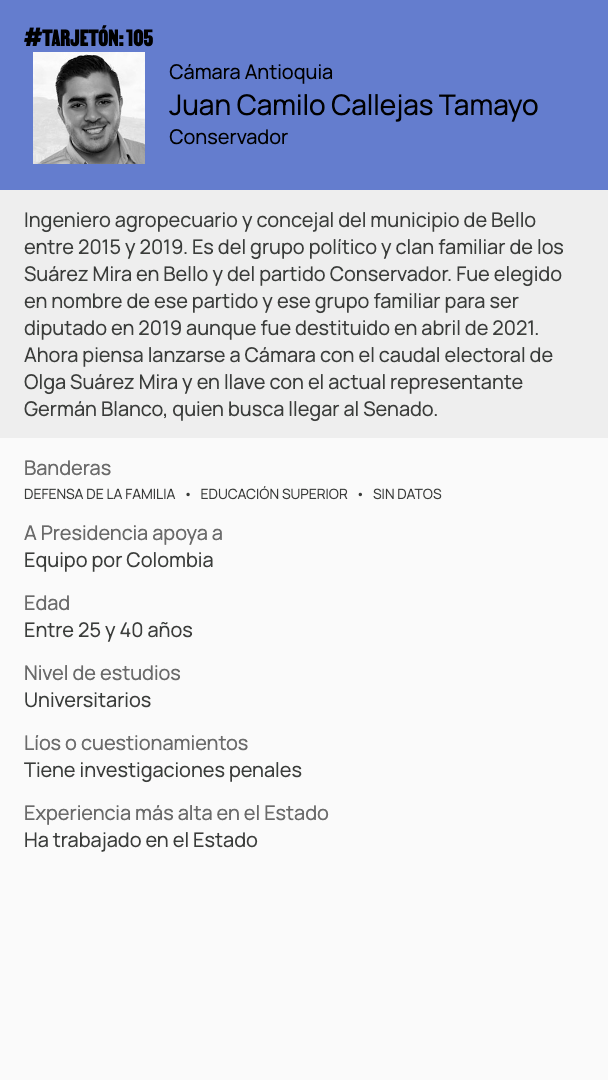 #TARJETÓN: 105
Cámara Antioquia
Juan Camilo Callejas Tamayo
Conservador
Ingeniero agropecuario y concejal del municipio de Bello
entre 2015 y 2019. Es del grupo político y clan familiar de los
Suárez Mira en Bello y del partido Conservador. Fue elegido
en nombre de ese partido y ese grupo familiar para ser
diputado en 2019 aunque fue destituido en abril de 2021.
Ahora piensa lanzarse a Cámara con el caudal electoral de
Olga Suárez Mira y en llave con el actual representante
Germán Blanco, quien busca llegar al Senado.
Banderas
DEFENSA DE LA FAMILIA • EDUCACIÓN SUPERIOR • SIN DATOS
A Presidencia apoya a
Equipo por Colombia
Edad
Entre 25 y 40 años
Nivel de estudios
Universitarios
Líos o cuestionamientos
Tiene investigaciones penales
Experiencia más alta en el Estado
Ha trabajado en el Estado